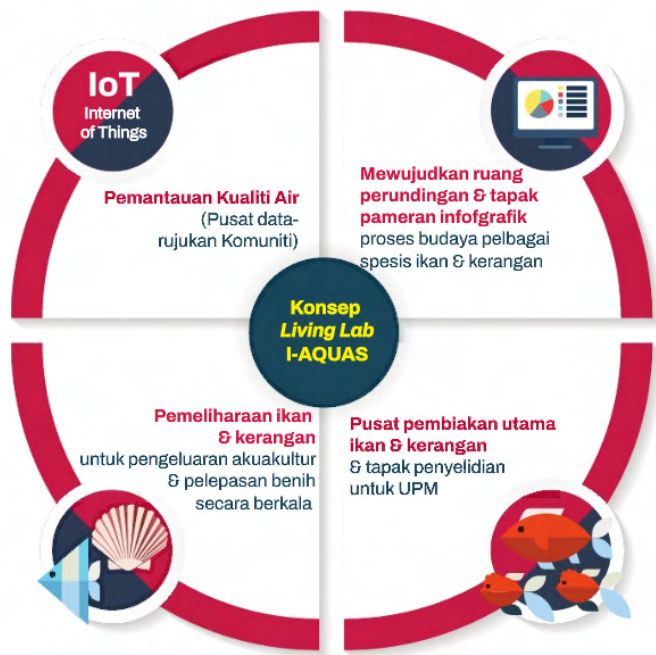 IoT
Internet
of Things
Pemantauan Kualiti Air
(Pusat data-
rujukan Komuniti)
Mewujudkan ruang
perundingan & tapak
pameran infofgrafik
proses budaya pelbagai
spesis ikan & kerangan
Konsep
Living Lab
I-AQUAS
Pemeliharaan ikan
& kerangan
untuk pengeluaran akuakultur
& pelepasan benih
secara berkala
Pusat pembiakan utama
ikan & kerangan
& tapak penyelidian
untuk UPM